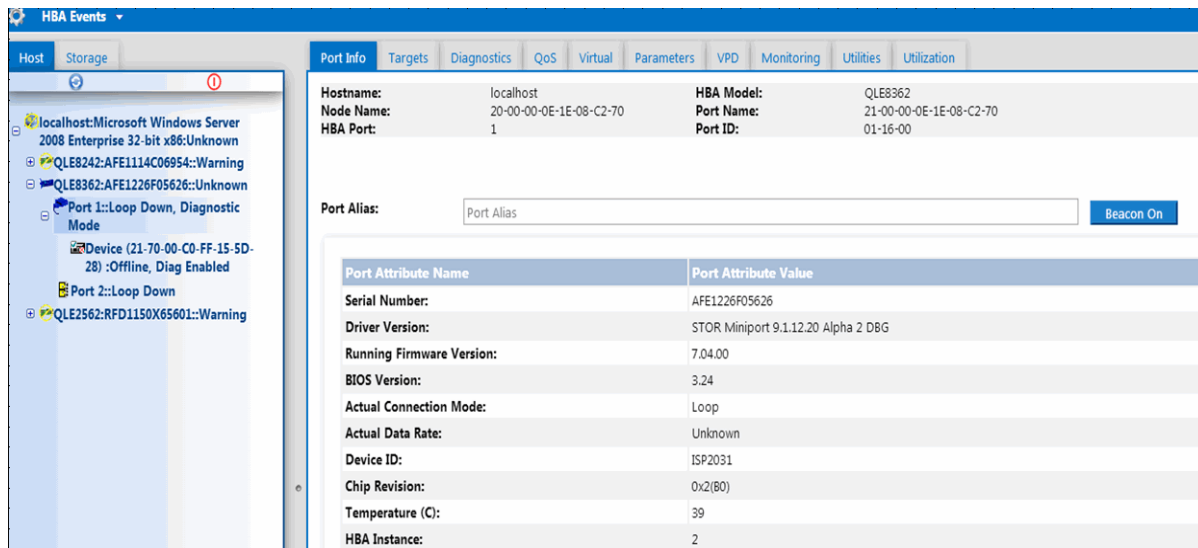 HBA Events
Host
Storage
localhost:Microsoft Windows Server
2008 Enterprise 32-bit x86:Unknown
QLE8242:AFE1114C06954::Warning
QLE8362:AFE1226F05626::Unknown
Port 1::Loop Down, Diagnostic
Mode
Device (21-70-00-C0-FF-15-5D-
28) :Offline, Diag Enabled
Port 2::Loop Down
QLE2562:RFD1150X65601::Warning
Port Info Targets Diagnostics QoS Virtual Parameters VPD Monitoring Utilities Utilization
Hostname: localhost HBA Model: QLE8362
Node Name: 20-00-00-0E-1E-08-C2-70 Port Name: 21-00-00-0E-1E-08-C2-70
HBA Port: 1 Port ID: 01-16-00
Port Alias: Port Alias Beacon On
Port Attribute Name Port Attribute Value
Serial Number: AFE1226F05626
Driver Version: STOR Miniport 9.1.12.20 Alpha 2 DBG
Running Firmware Version: 7.04.00
BIOS Version: 3.24
Actual Connection Mode: Loop
Actual Data Rate: Unknown
Device ID: ISP2031
Chip Revision: 0x2(B0)
Temperature (C): 39
HBA Instance: 2